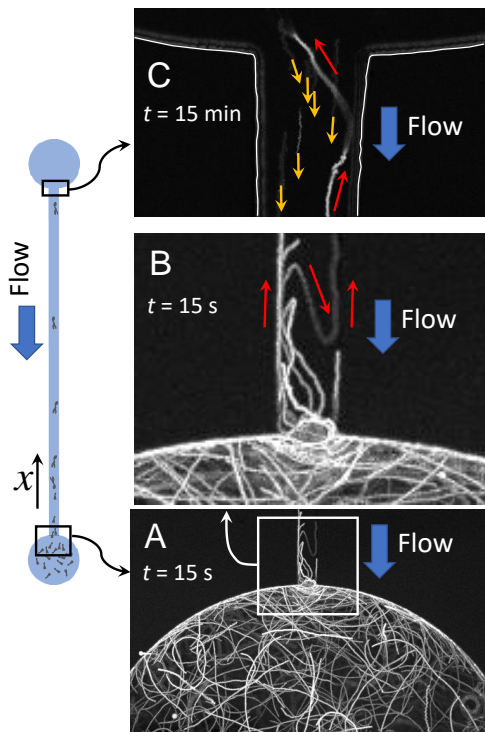 C
t = 15 min
Flow
Flow
B
t = 15 s
Flow
x
A
t = 15 s
Flow